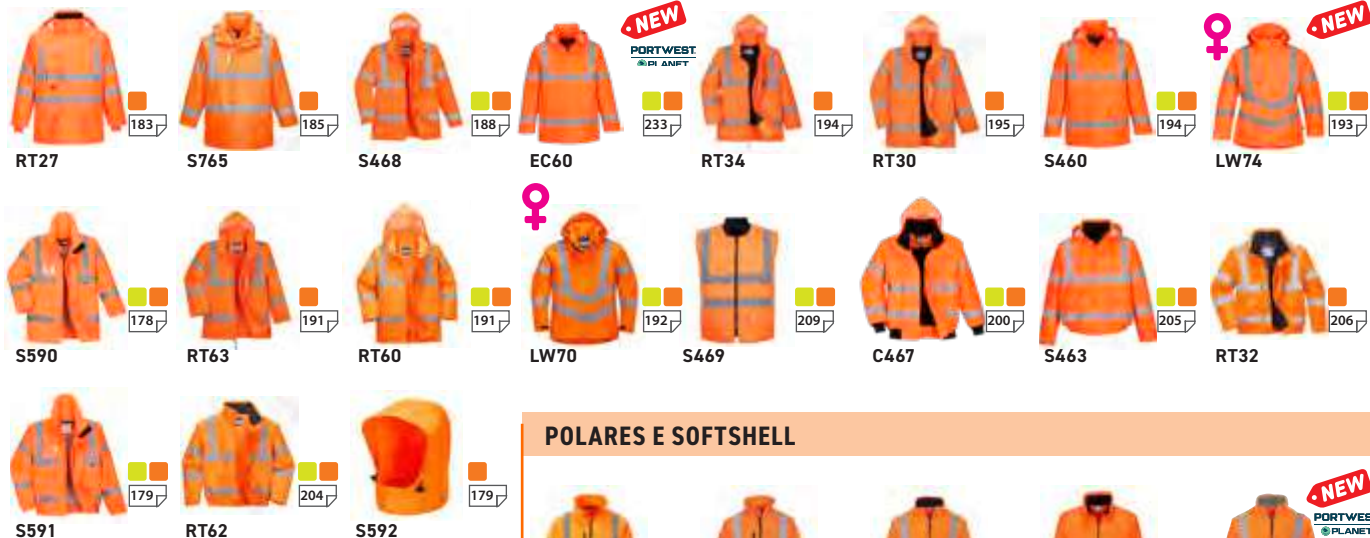 NEW
NEW
PORTWEST
PLANET
183
185
188
233
194
195
194
193
RT27
S765
S468
EC60
RT34
RT30
S460
LW74
178
191
191
192
209
200
205
206
S590
RT63
RT60
LW70
S469
C467
S463
RT32
179
204
179
S591
RT62
S592
POLARES E SOFTSHELL
NEW
PORTWEST
PLANET